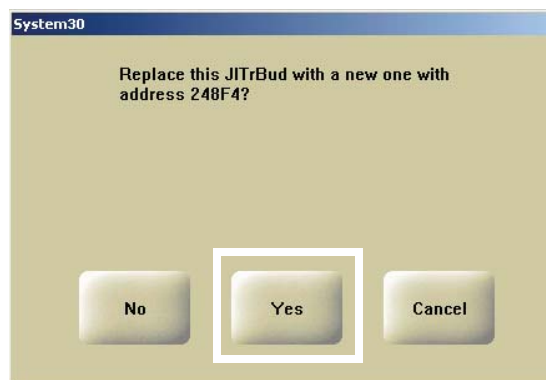 System30
Replace this JITrBud with a new one with
address 248F4?
No
Yes
Cancel